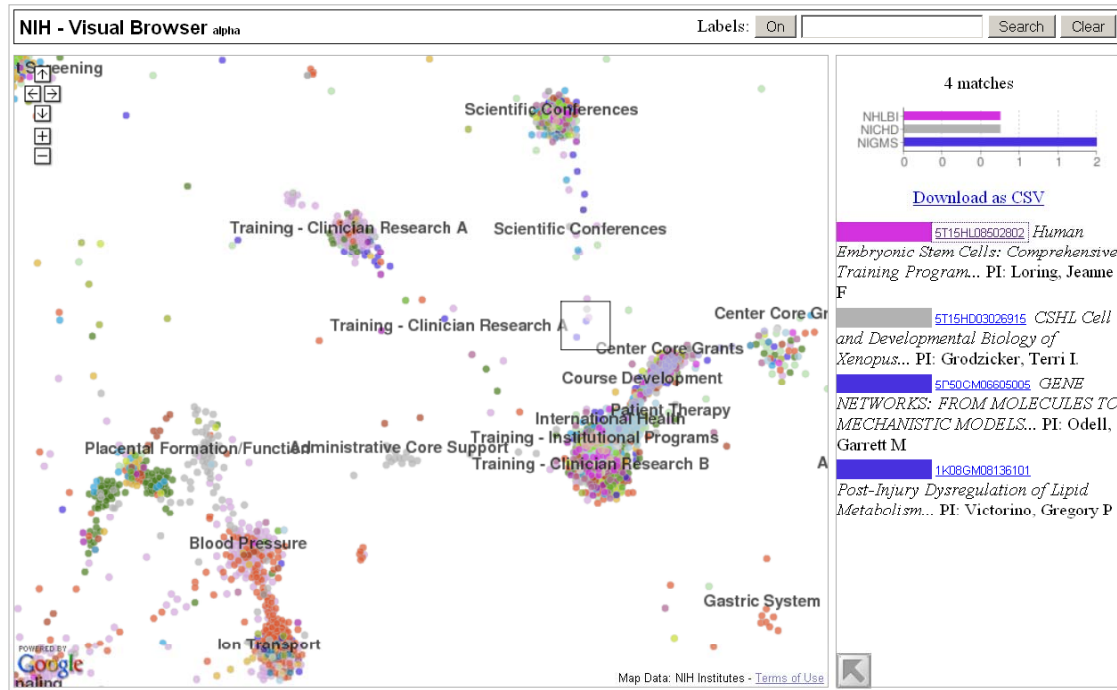 NIH - Visual Browser alpha
Labels: On Search Clear
t Screening
Scientific Conferences
Training - Clinician Research A
Scientific Conferences
Training - Clinician Research A
Center Core Gr
Center Core Grants
Course Development
Patient Therapy
International Health
Training - Institutional Programs
Placental Formation/Function
Administrative Core Support
Training - Clinician Research B
A
Blood Pressure
Gastric System
Ion Transport
POWERED BY
Google
naling
Map Data: NIH Institutes - Terms of Use
4 matches
NHLBI
NICHD
NIGMS
0 0 0 1 1 2
Download as CSV
5T15HL08502802 Human
Embryonic Stem Cells: Comprehensive
Training Program... PI: Loring, Jeanne
F
5T15HD03026915 CSHL Cell
and Developmental Biology of
Xenopus... PI: Grodzicker, Terri I.
5P50GM06605005 GENE
NETWORKS: FROM MOLECULES TO
MECHANISTIC MODELS... PI: Odell,
Garrett M
1K08GM08136101
Post-Injury Dysregulation of Lipid
Metabolism... PI: Victorino, Gregory P